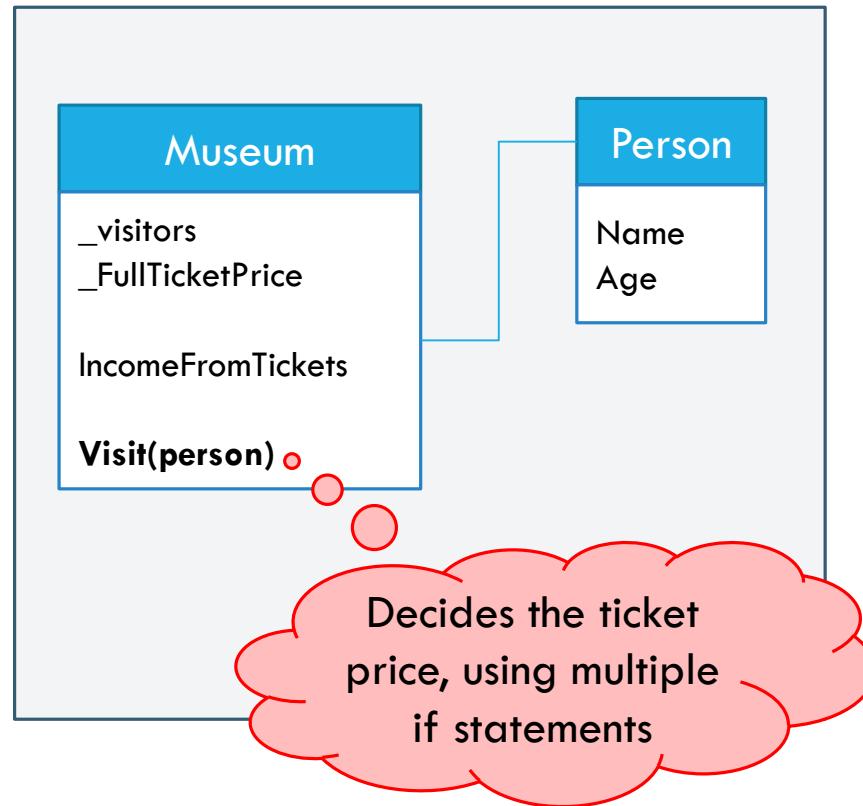 Museum
_visitors
_FullTicketPrice
IncomeFromTickets
Visit(person)
Person
Name
Age
Decides the ticket
price, using multiple
if statements